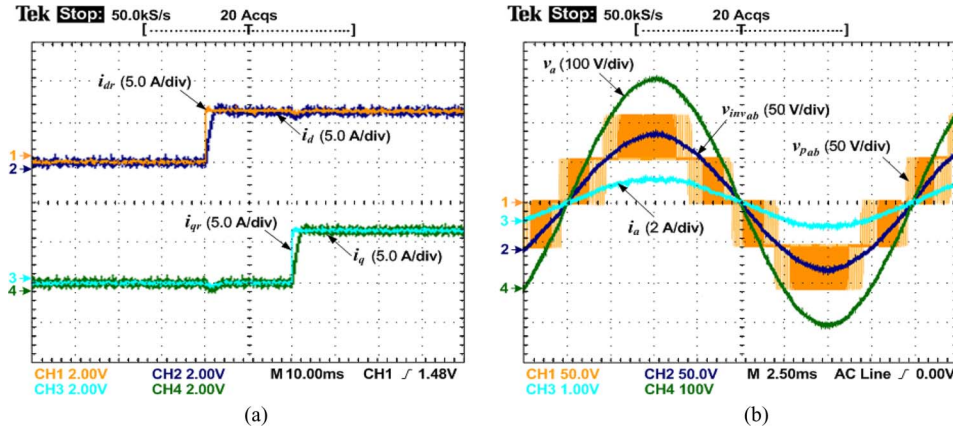 Tek Stop: 50.0kS/s 20 Acqs
i_dr (5.0 A/div)
i_d (5.0 A/div)
1
2
i_qr (5.0 A/div)
i_q (5.0 A/div)
3
4
CH1 2.00V CH2 2.00V M 10.00ms CH1 1.48V
CH3 2.00V CH4 2.00V
(a)
Tek Stop: 50.0kS/s 20 Acqs
v_a (100 V/div)
v_inv_ab (50 V/div)
v_p_ab (50 V/div)
1
3
i_a (2 A/div)
2
4
CH1 50.0V CH2 50.0V M 2.50ms AC Line 0.00V
CH3 1.00V CH4 100V
(b)